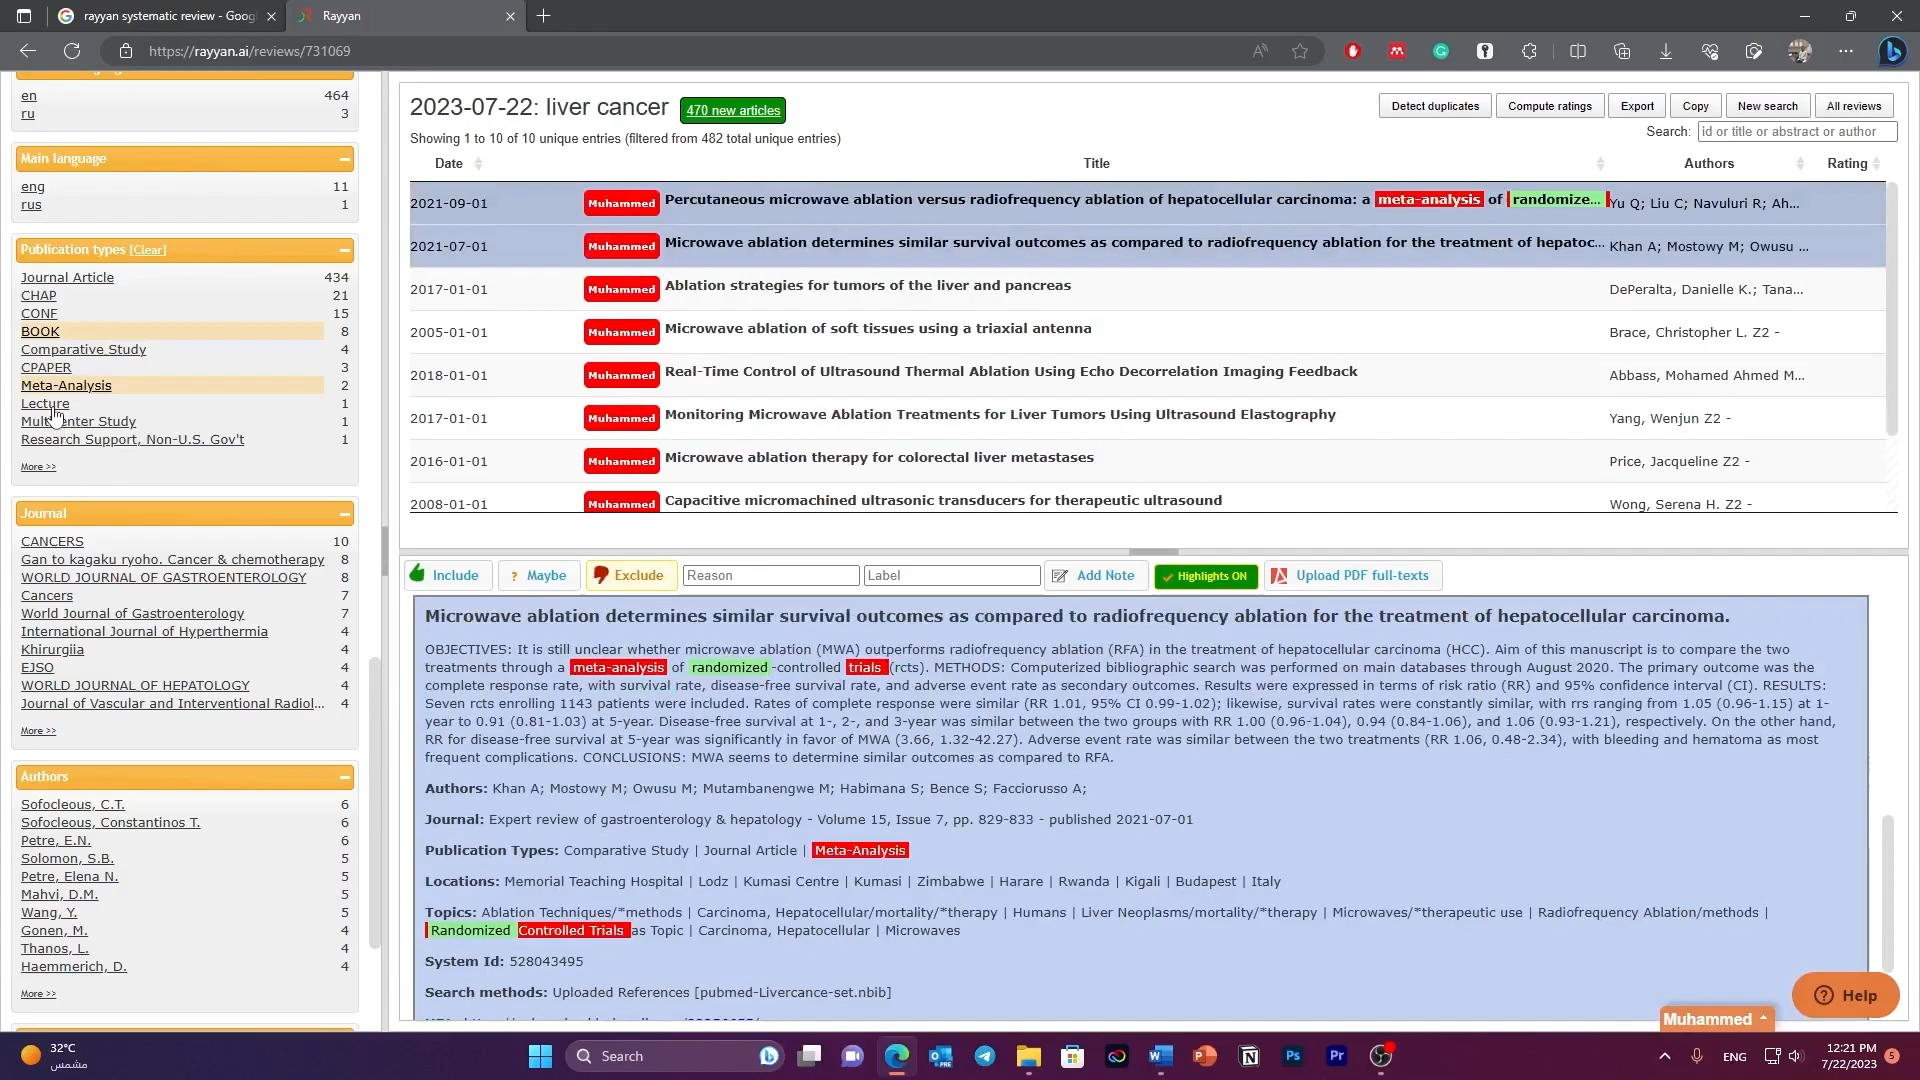 rayyan systematic review - Goog
Rayyan
https://rayyan.ai/reviews/731069
en 464
ru 3
Main language
eng 11
rus 1
Publication types [Clear]
Journal Article 434
CHAP 21
CONF 15
BOOK 8
Comparative Study 4
CPAPER 3
Meta-Analysis 2
Lecture 1
Multicenter Study 1
Research Support, Non-U.S. Gov't 1
More >>
Journal
CANCERS 10
Gan to kagaku ryoho. Cancer & chemotherapy 8
WORLD JOURNAL OF GASTROENTEROLOGY 8
Cancers 7
World Journal of Gastroenterology 7
International Journal of Hyperthermia 4
Khirurgiia 4
EJSO 4
WORLD JOURNAL OF HEPATOLOGY 4
Journal of Vascular and Interventional Radiol... 4
More >>
Authors
Sofocleous, C.T. 6
Sofocleous, Constantinos T. 6
Petre, E.N. 6
Solomon, S.B. 5
Petre, Elena N. 5
Mahvi, D.M. 5
Wang, Y. 5
Gonen, M. 4
Thanos, L. 4
Haemmerich, D. 4
More >>
2023-07-22: liver cancer 470 new articles
Detect duplicates Compute ratings Export Copy New search All reviews
Showing 1 to 10 of 10 unique entries (filtered from 482 total unique entries)
Search: id or title or abstract or author
Date Title Authors Rating
2021-09-01 Muhammed Percutaneous microwave ablation versus radiofrequency ablation of hepatocellular carcinoma: a meta-analysis of randomize... Yu Q; Liu C; Navuluri R; Ah...
2021-07-01 Muhammed Microwave ablation determines similar survival outcomes as compared to radiofrequency ablation for the treatment of hepatoc... Khan A; Mostowy M; Owusu ...
2017-01-01 Muhammed Ablation strategies for tumors of the liver and pancreas DePeralta, Danielle K.; Tana...
2005-01-01 Muhammed Microwave ablation of soft tissues using a triaxial antenna Brace, Christopher L. Z2 -
2018-01-01 Muhammed Real-Time Control of Ultrasound Thermal Ablation Using Echo Decorrelation Imaging Feedback Abbass, Mohamed Ahmed M...
2017-01-01 Muhammed Monitoring Microwave Ablation Treatments for Liver Tumors Using Ultrasound Elastography Yang, Wenjun Z2 -
2016-01-01 Muhammed Microwave ablation therapy for colorectal liver metastases Price, Jacqueline Z2 -
2008-01-01 Muhammed Capacitive micromachined ultrasonic transducers for therapeutic ultrasound Wong, Serena H. Z2 -
Include ? Maybe Exclude Reason Label Add Note Highlights ON Upload PDF full-texts
Microwave ablation determines similar survival outcomes as compared to radiofrequency ablation for the treatment of hepatocellular carcinoma.
OBJECTIVES: It is still unclear whether microwave ablation (MWA) outperforms radiofrequency ablation (RFA) in the treatment of hepatocellular carcinoma (HCC). Aim of this manuscript is to compare the two
treatments through a meta-analysis of randomized-controlled trials (rcts). METHODS: Computerized bibliographic search was performed on main databases through August 2020. The primary outcome was the
complete response rate, with survival rate, disease-free survival rate, and adverse event rate as secondary outcomes. Results were expressed in terms of risk ratio (RR) and 95% confidence interval (CI). RESULTS:
Seven rcts enrolling 1143 patients were included. Rates of complete response were similar (RR 1.01, 95% CI 0.99-1.02); likewise, survival rates were constantly similar, with rrs ranging from 1.05 (0.96-1.15) at 1-
year to 0.91 (0.81-1.03) at 5-year. Disease-free survival at 1-, 2-, and 3-year was similar between the two groups with RR 1.00 (0.96-1.04), 0.94 (0.84-1.06), and 1.06 (0.93-1.21), respectively. On the other hand,
RR for disease-free survival at 5-year was significantly in favor of MWA (3.66, 1.32-42.27). Adverse event rate was similar between the two treatments (RR 1.06, 0.48-2.34), with bleeding and hematoma as most
frequent complications. CONCLUSIONS: MWA seems to determine similar outcomes as compared to RFA.
Authors: Khan A; Mostowy M; Owusu M; Mutambanengwe M; Habimana S; Bence S; Facciorusso A;
Journal: Expert review of gastroenterology & hepatology - Volume 15, Issue 7, pp. 829-833 - published 2021-07-01
Publication Types: Comparative Study | Journal Article | Meta-Analysis
Locations: Memorial Teaching Hospital | Lodz | Kumasi Centre | Kumasi | Zimbabwe | Harare | Rwanda | Kigali | Budapest | Italy
Topics: Ablation Techniques/*methods | Carcinoma, Hepatocellular/mortality/*therapy | Humans | Liver Neoplasms/mortality/*therapy | Microwaves/*therapeutic use | Radiofrequency Ablation/methods |
Randomized Controlled Trials as Topic | Carcinoma, Hepatocellular | Microwaves
System Id: 528043495
Search methods: Uploaded References [pubmed-Livercance-set.nbib]
Help
Muhammed
32°C
مشمس
Search
ENG
12:21 PM
7/22/2023
5